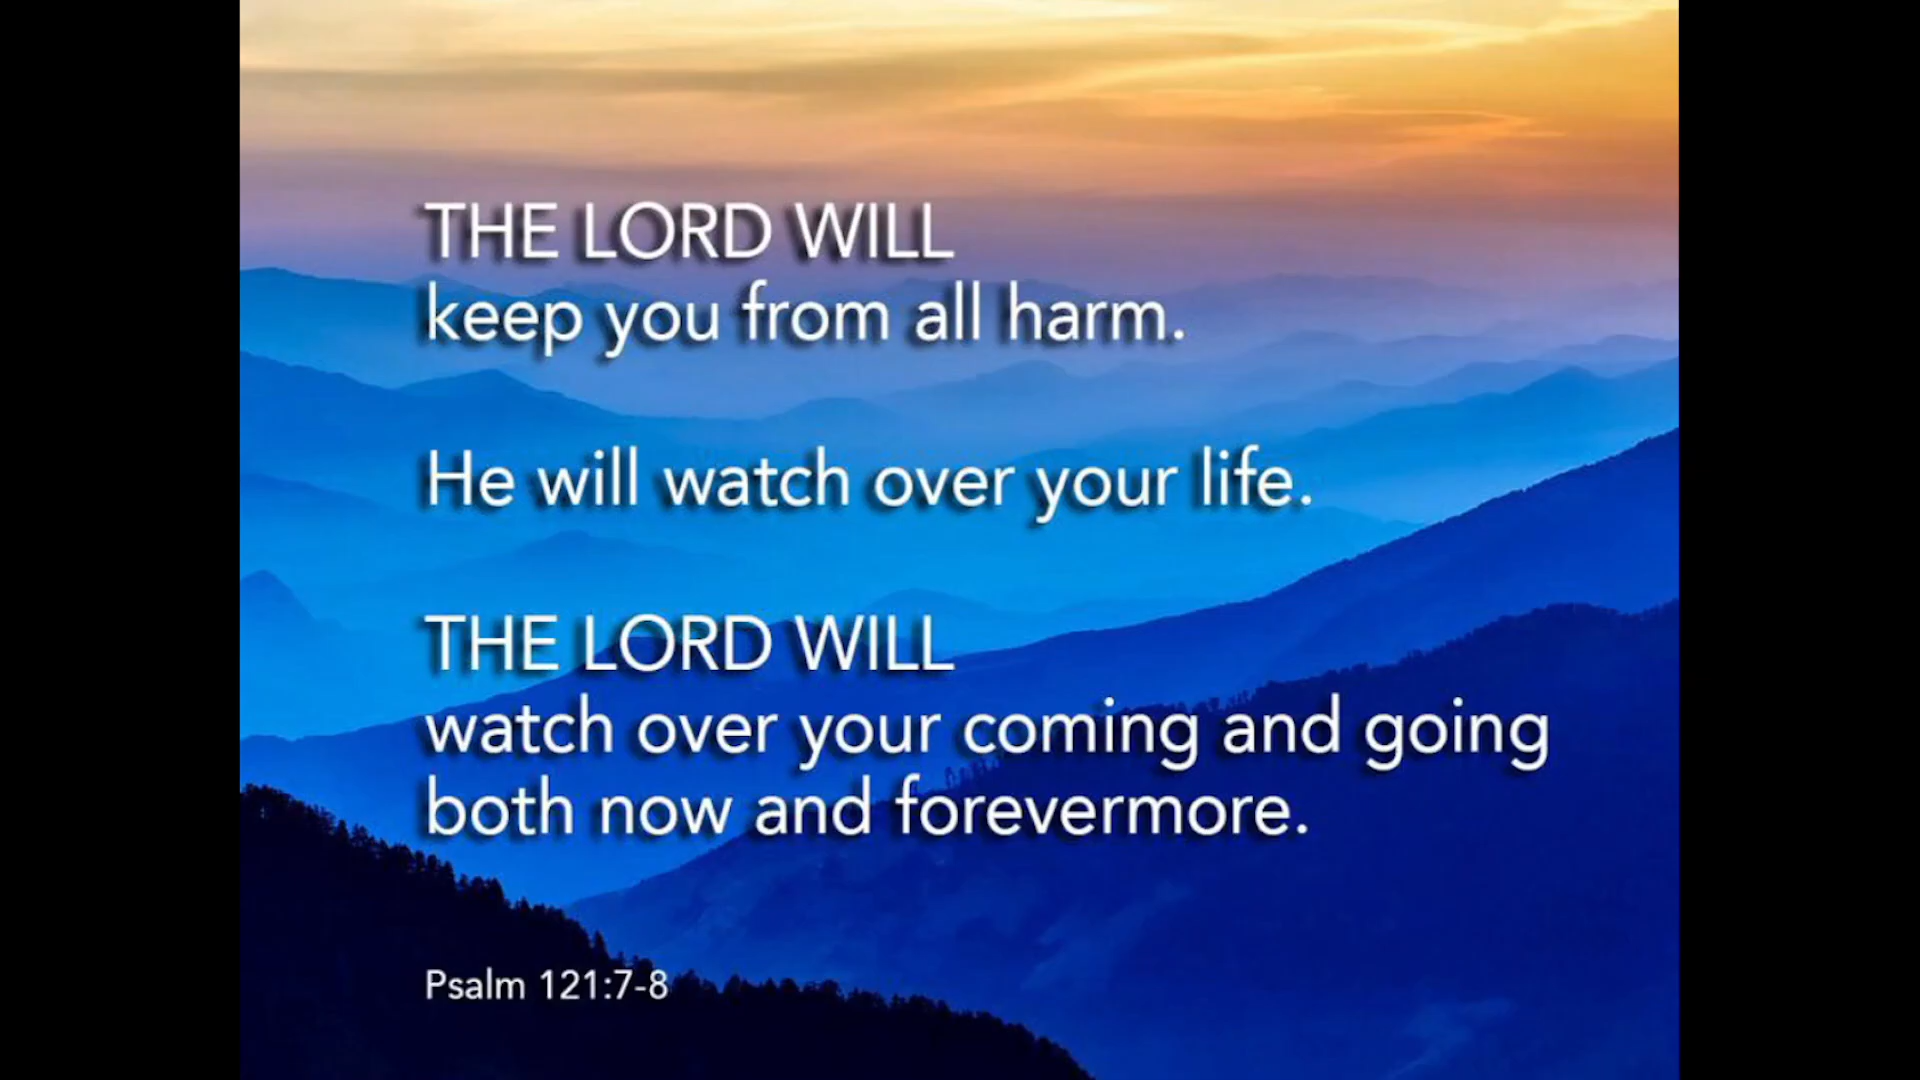 THE LORD WILL
keep you from all harm.
He will watch over your life.
THE LORD WILL
watch over your coming and going
both now and forevermore.
Psalm 121:7-8